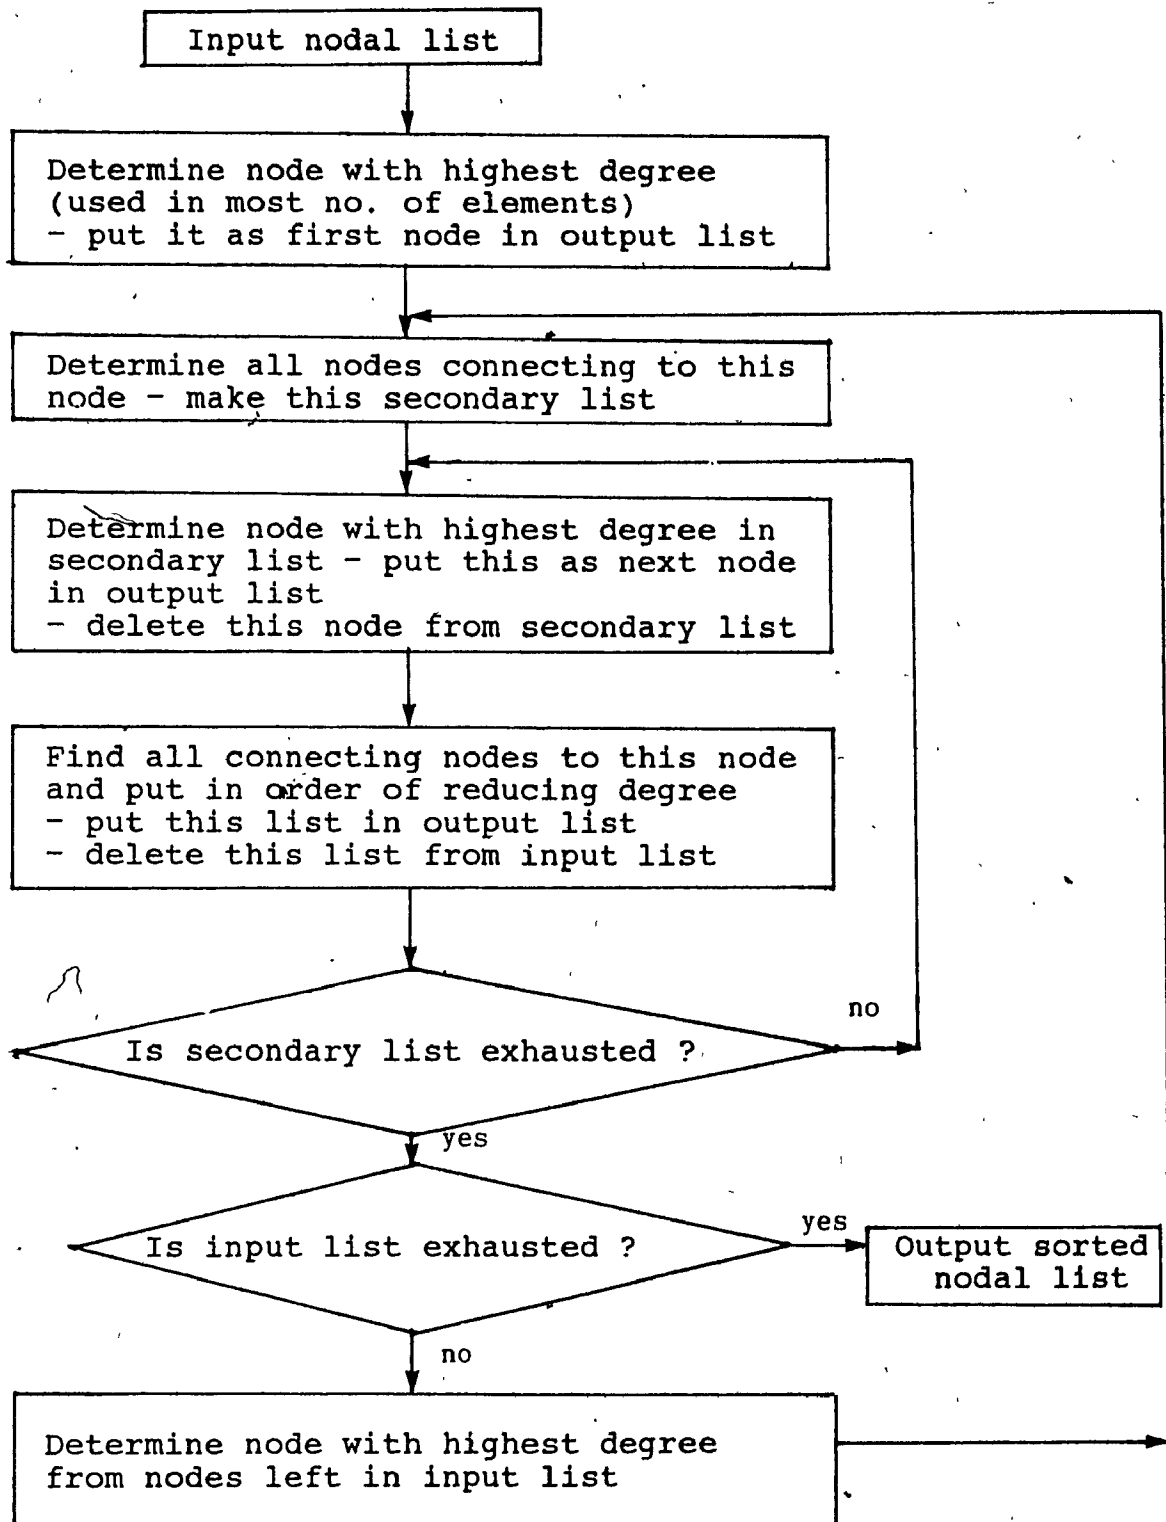 Input nodal list
Determine node with highest degree
(used in most no. of elements)
- put it as first node in output list
Determine all nodes connecting to this
node - make this secondary list
Determine node with highest degree in
secondary list - put this as next node
in output list
- delete this node from secondary list
Find all connecting nodes to this node
and put in order of reducing degree
- put this list in output list
- delete this list from input list
no
Is secondary list exhausted ?
yes
Is input list exhausted ?
yes
Output sorted
nodal list
no
Determine node with highest degree
from nodes left in input list